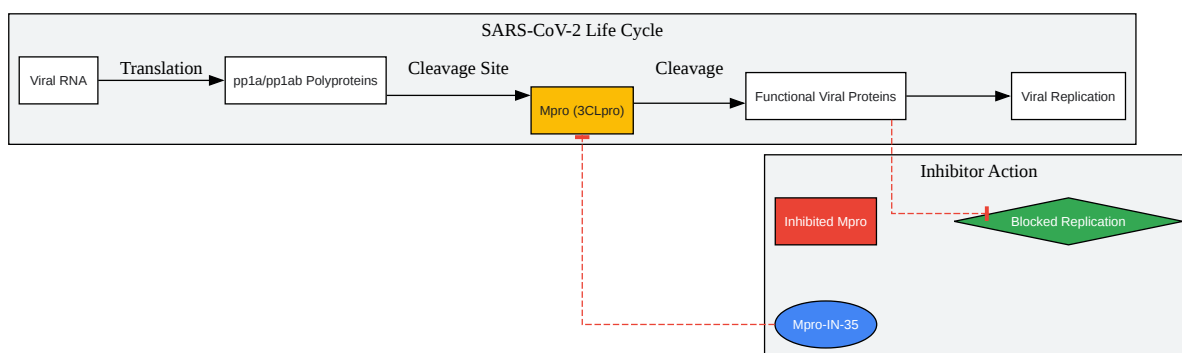 SARS-CoV-2 Life Cycle
Viral RNA
Translation
pp1a/pp1ab Polyproteins
Cleavage Site
Mpro (3CLpro)
Cleavage
Functional Viral Proteins
Viral Replication
Inhibitor Action
Inhibited Mpro
Blocked Replication
Mpro-IN-35